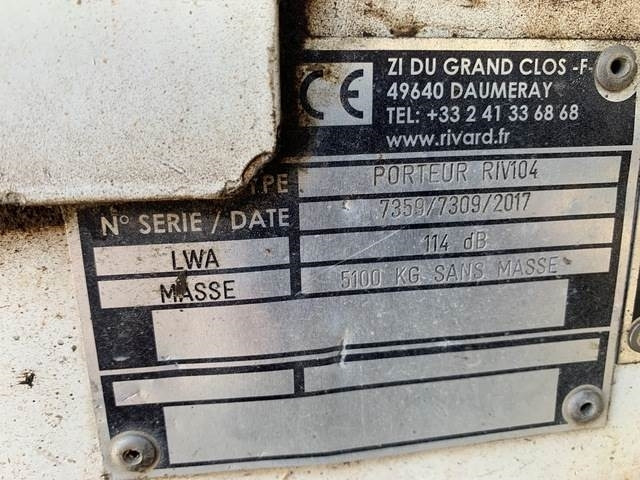 CE
ZI DU GRAND CLOS -F-
49640 DAUMERAY
TEL: +33 2 41 33 68 68
www.rivard.fr
PE PORTEUR RIV104
N° SERIE / DATE 7359/7309/2017
LWA 114 dB
MASSE 5100 KG SANS MASSE